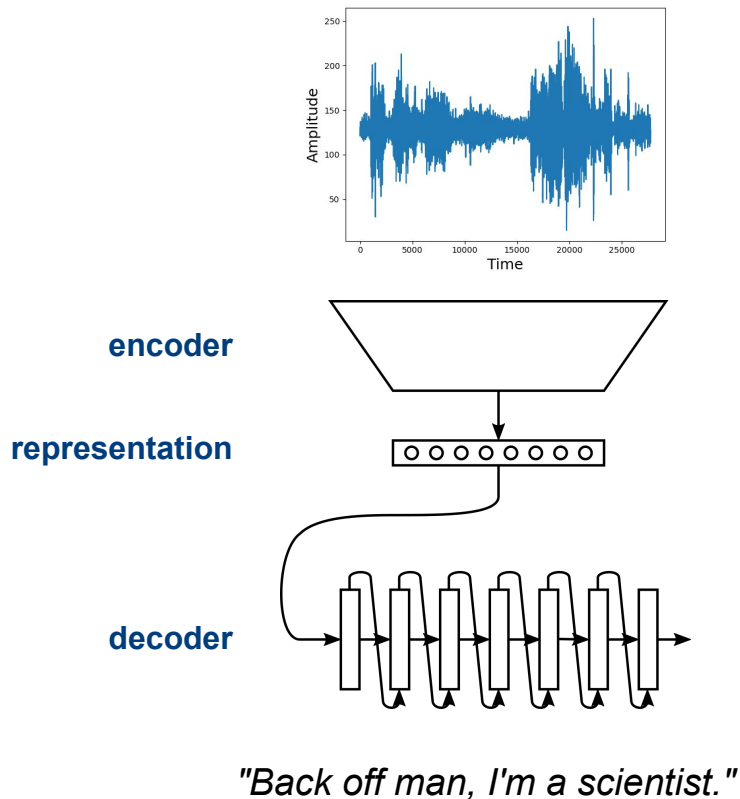 250
200
150
100
50
Amplitude
0 5000 10000 15000 20000 25000
Time
encoder
representation
decoder
"Back off man, I'm a scientist."